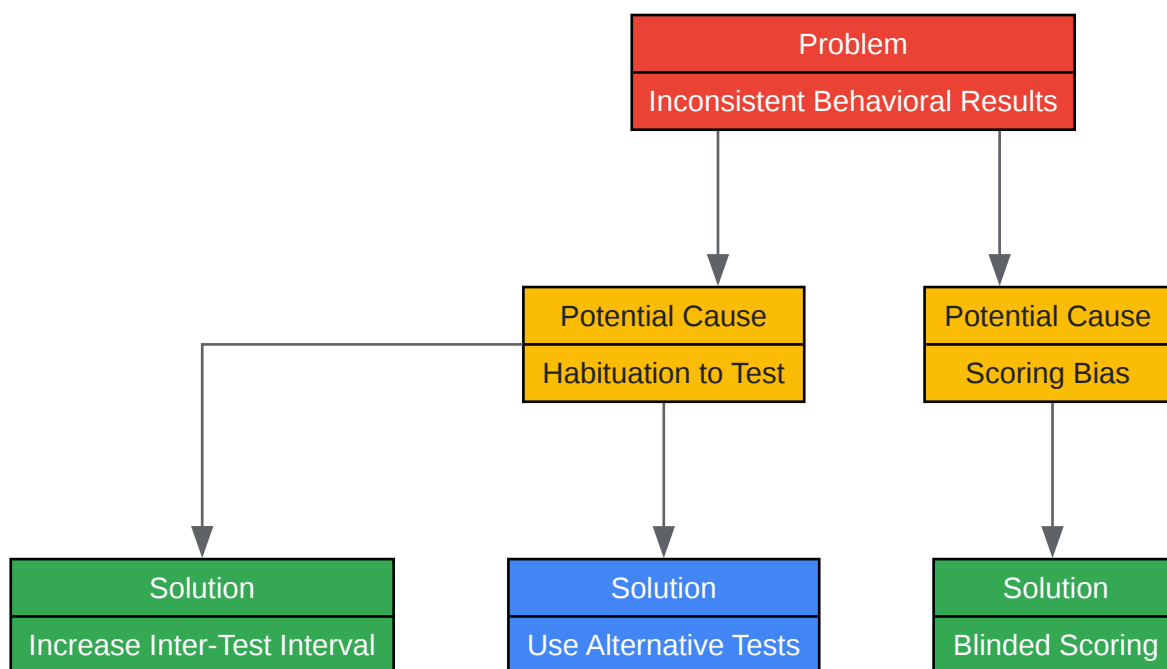 Problem
Inconsistent Behavioral Results
Potential Cause
Habituation to Test
Potential Cause
Scoring Bias
Solution
Increase Inter-Test Interval
Solution
Use Alternative Tests
Solution
Blinded Scoring